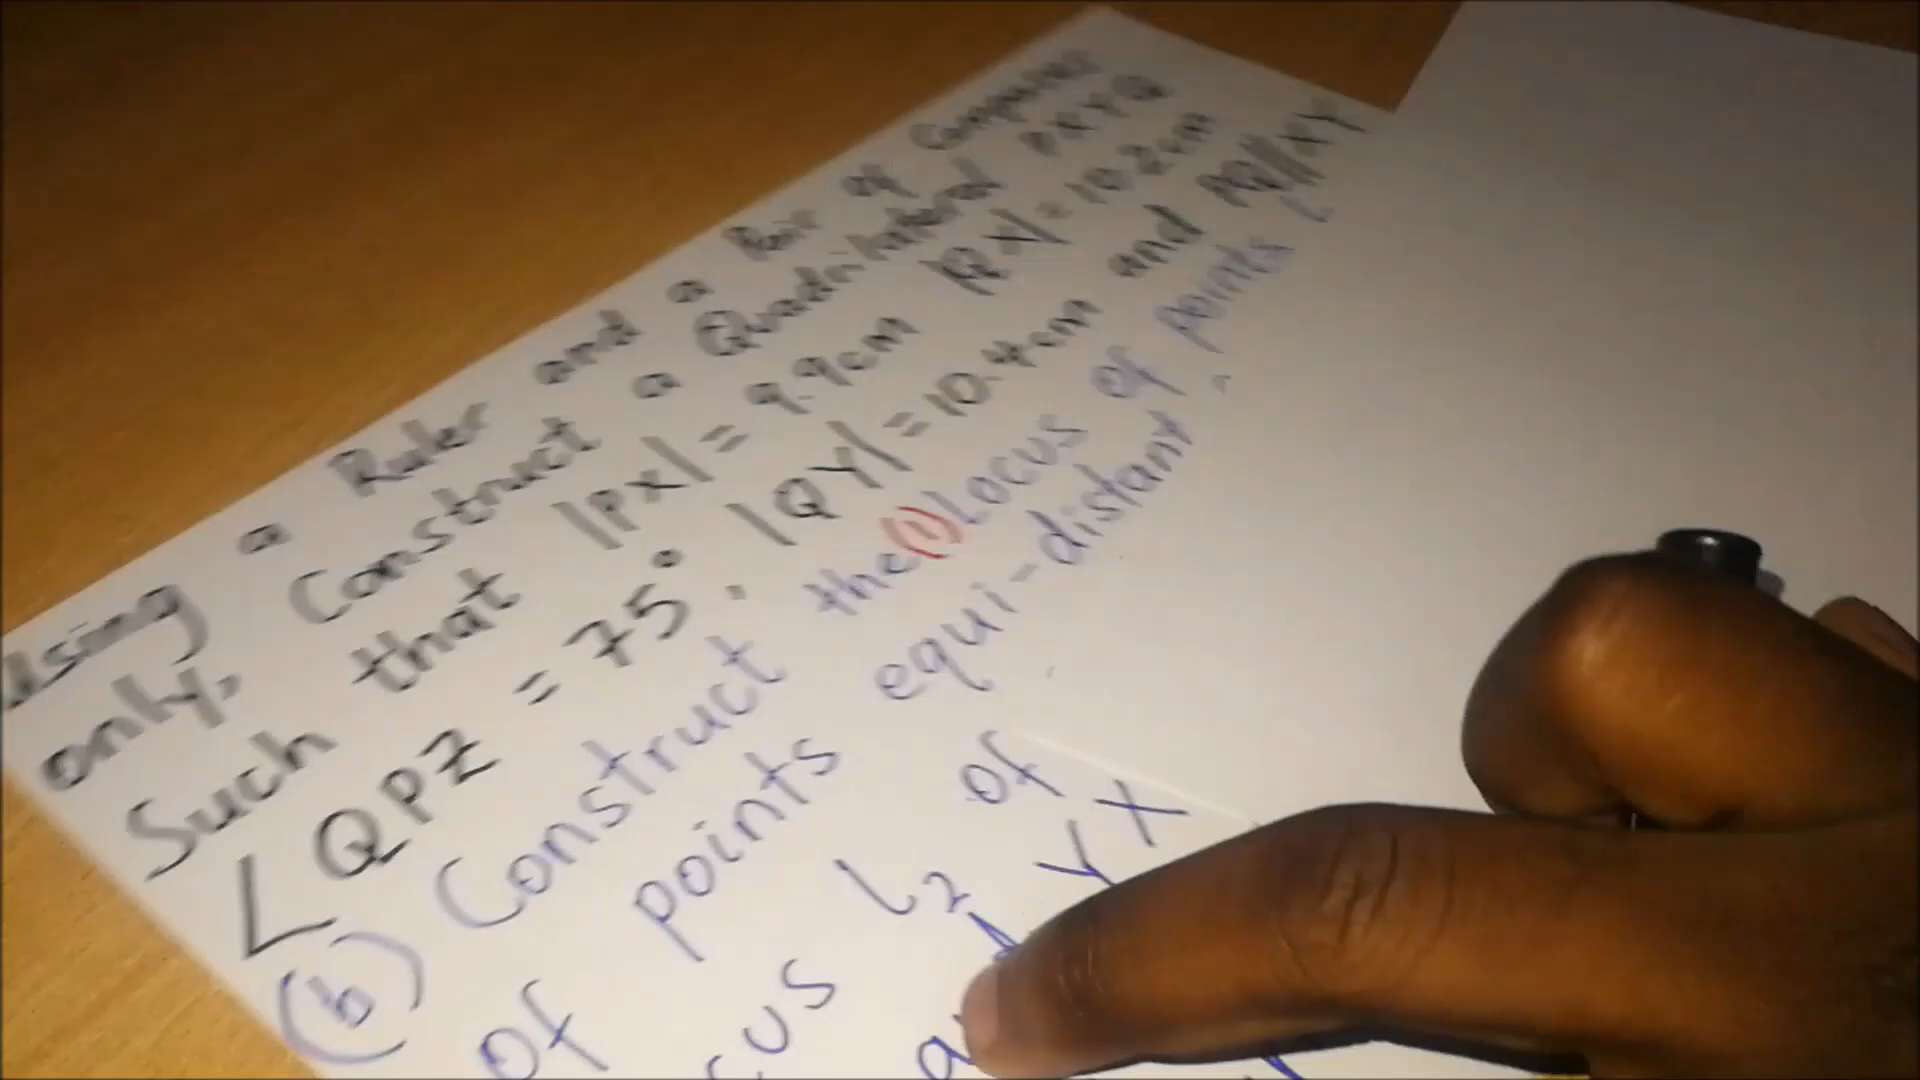 Using a Ruler and a Pair of Compasses
only, Construct a Quadrilateral PXYQ
Such that |PX| = 9.9cm |QX| = 10.2cm
∠QPZ = 75°, |QY| = 10.4cm and PQ//XY
(b) Construct the (1) Locus of points l
of points equi-distant
cus l2 of
YX